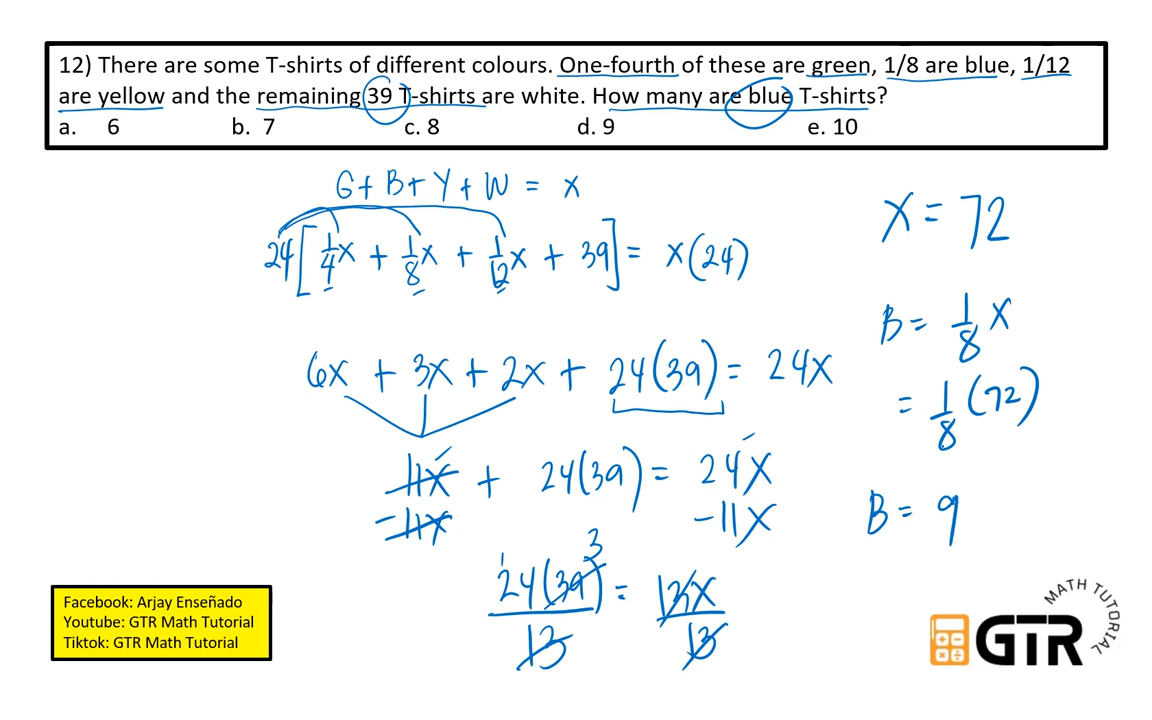 12) There are some T-shirts of different colours. One-fourth of these are green, 1/8 are blue, 1/12
are yellow and the remaining 39 T-shirts are white. How many are blue T-shirts?
a. 6 b. 7 c. 8 d. 9 e. 10
G + B + Y + W = X
24[1/4x + 1/8x + 1/12x + 39] = x(24)
6x + 3x + 2x + 24(39) = 24x
11x + 24(39) = 24x
-11x -11x
24(39)/13 = 13x/13
3
X = 72
B = 1/8 x
= 1/8 (72)
B = 9
Facebook: Arjay Enseñado
Youtube: GTR Math Tutorial
Tiktok: GTR Math Tutorial
GTR
MATH TUTORIAL